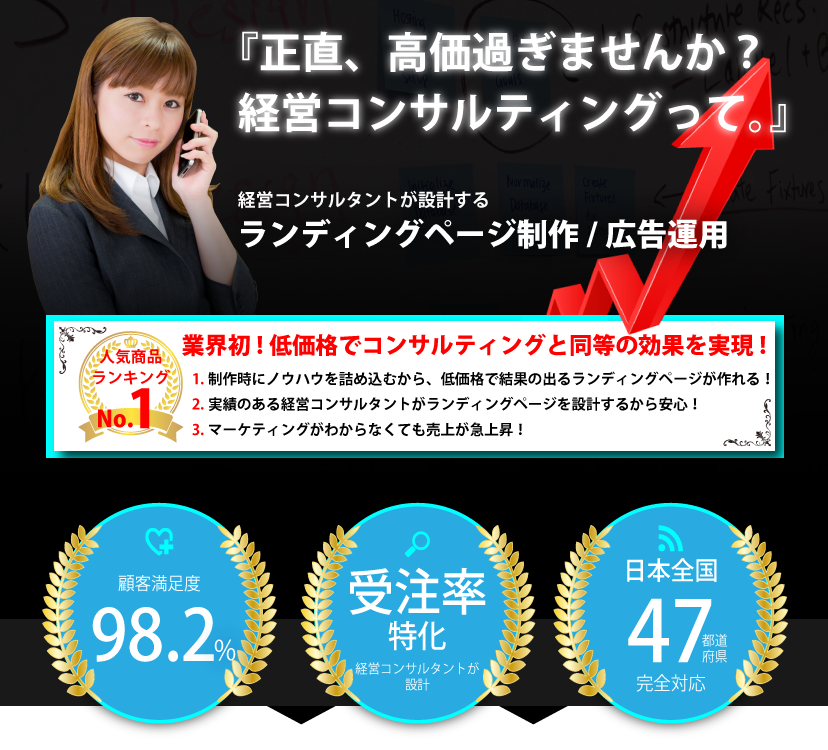 『正直、高価過ぎませんか？
経営コンサルティングって。』
経営コンサルタントが設計する
ランディングページ制作 / 広告運用
人気商品
ランキング
No.1
業界初！低価格でコンサルティングと同等の効果を実現！
1. 制作時にノウハウを詰め込むから、低価格で結果の出るランディングページが作れる！
2. 実績のある経営コンサルタントがランディングページを設計するから安心！
3. マーケティングがわからなくても売上が急上昇！
顧客満足度
98.2%
受注率
特化
経営コンサルタントが
設計
日本全国
47都道
府県
完全対応